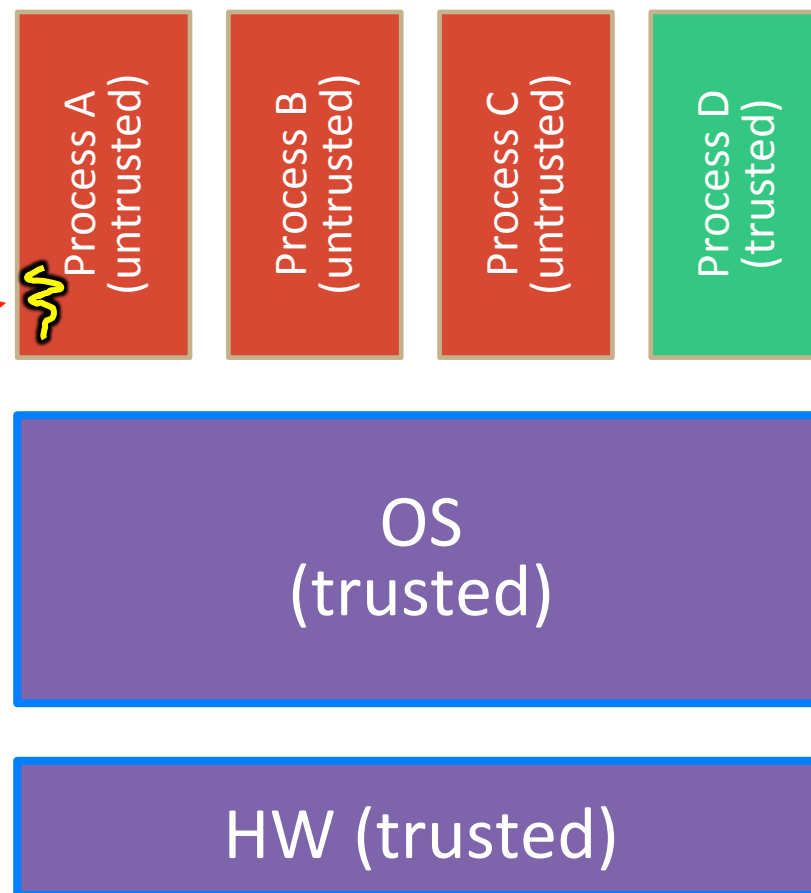 Process A
(untrusted)
Process B
(untrusted)
Process C
(untrusted)
Process D
(trusted)
OS
(trusted)
HW (trusted)